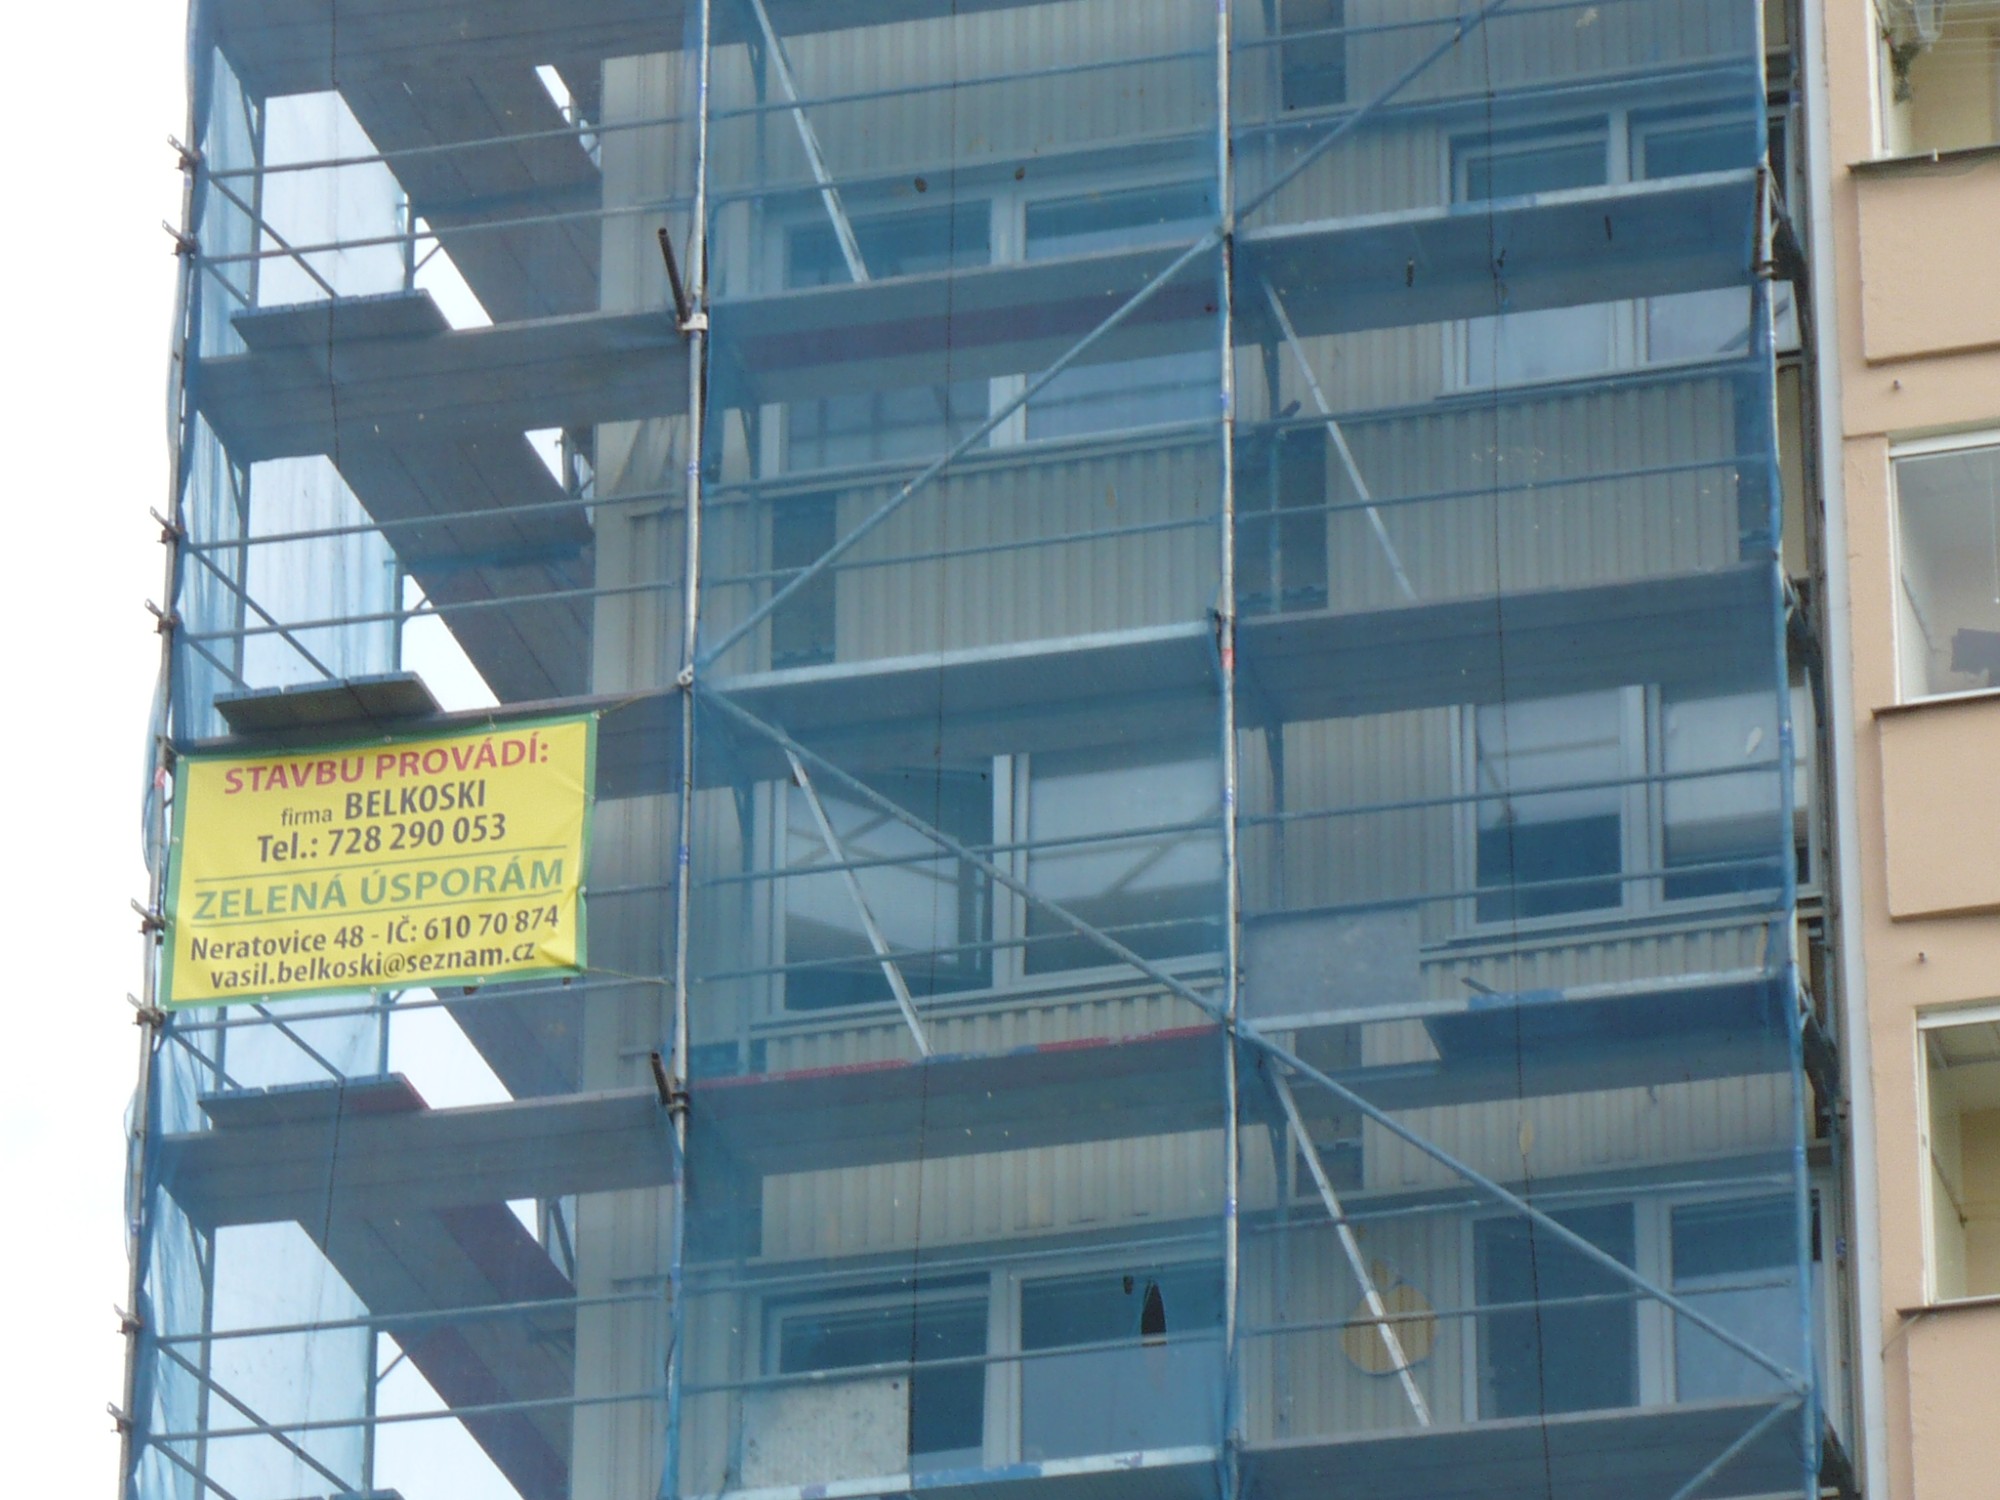 STAVBU PROVÁDÍ:
firma BELKOSKI
Tel.: 728 290 053
ZELENÁ ÚSPORÁM
Neratovice 48 - IČ: 610 70 874
vasil.belkoski@seznam.cz